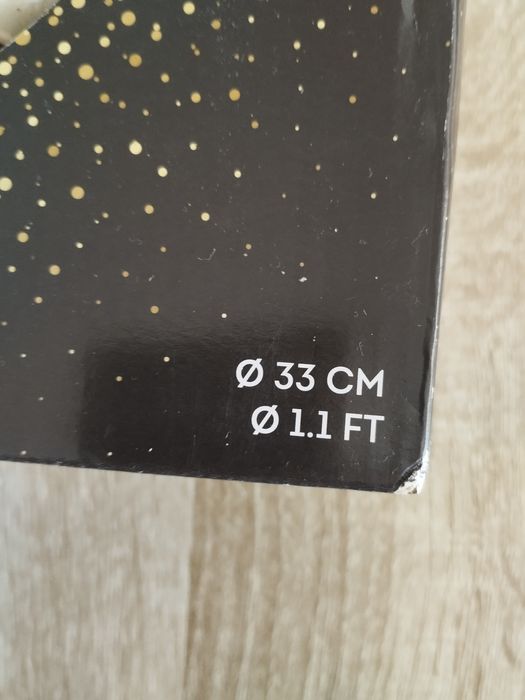 Ø 33 CM
Ø 1.1 FT